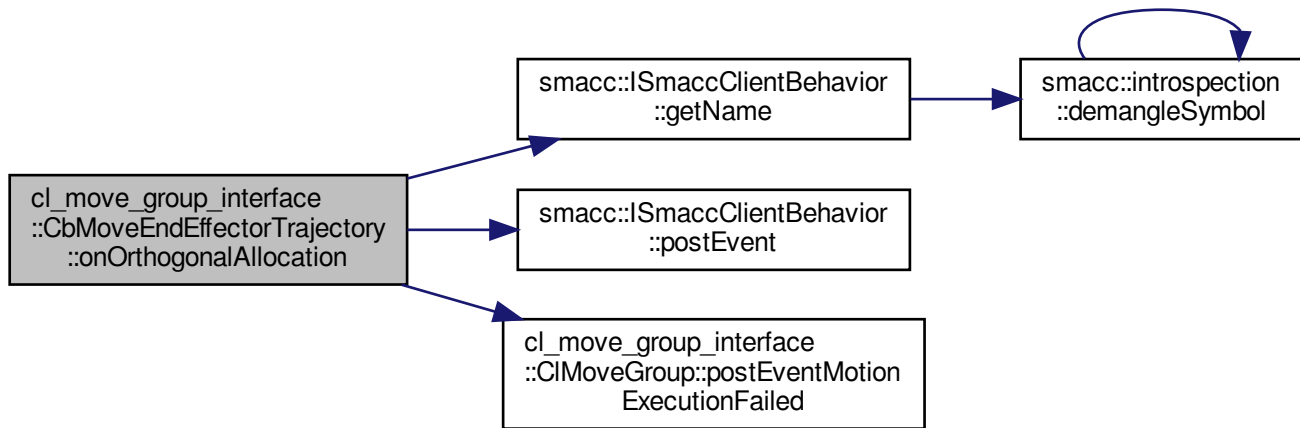 cl_move_group_interface
::CbMoveEndEffectorTrajectory
::onOrthogonalAllocation
smacc::ISmaccClientBehavior
::getName
smacc::introspection
::demangleSymbol
smacc::ISmaccClientBehavior
::postEvent
cl_move_group_interface
::ClMoveGroup::postEventMotion
ExecutionFailed